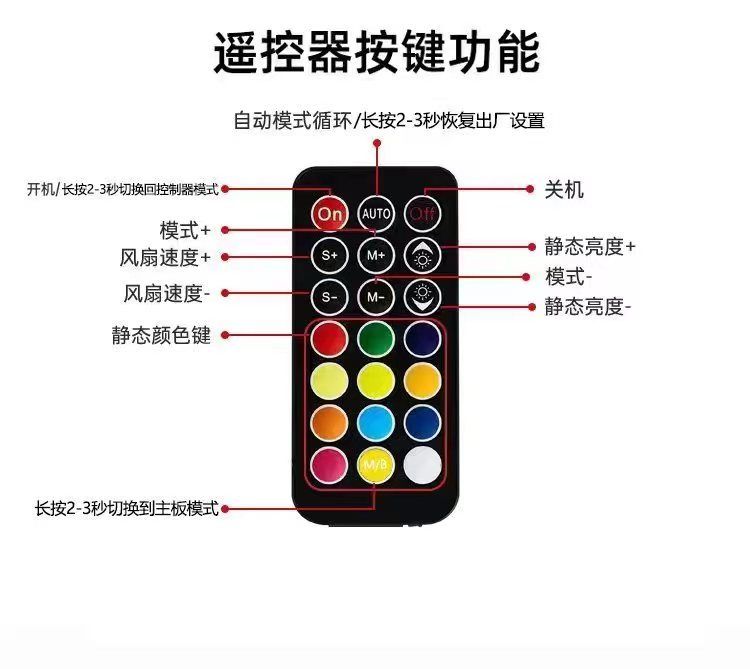 遥控器按键功能
自动模式循环/长按2-3秒恢复出厂设置
开机/长按2-3秒切换回控制器模式
关机
On
AUTO
Off
模式+
风扇速度+
S+
M+
静态亮度+
模式-
风扇速度-
S-
M-
静态亮度-
静态颜色键
M/B
长按2-3秒切换到主板模式